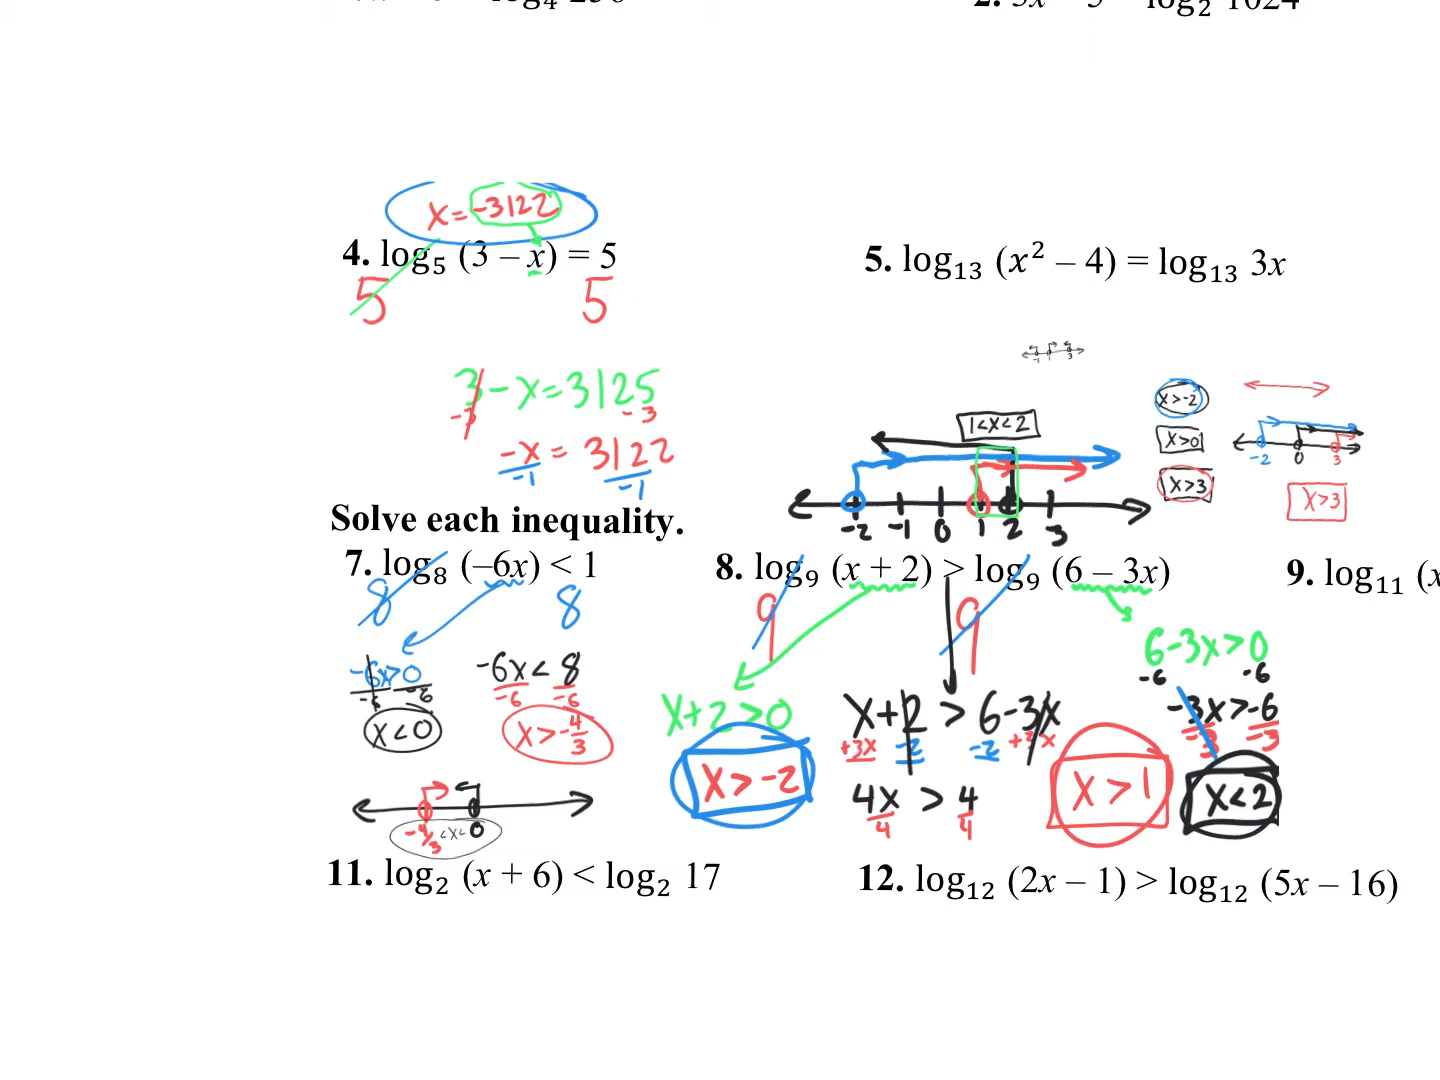 x = -3122
4. log₅ (3 – x) = 5
5 5
3 - x = 3125
-3 -3
-x = 3122
-1 -1
5. log₁₃ (x² – 4) = log₁₃ 3x
1<x<2
-2 -1 0 1 2 3
x>-2
x>0
x>3
-2 0 3
x>3
Solve each inequality.
7. log₈ (–6x) < 1
8 8
-6x>0
-6 -6
x<0
-6x < 8
-6 -6
x > -4/3
-4/3 <x< 0
8. log₉ (x + 2) > log₉ (6 – 3x)
9 9
x+2 >0
x > -2
x+2 > 6-3x
+3x -2 -2 +3x
4x > 4
4 4
x > 1
6-3x>0
-6 -6
-3x>-6
-3 -3
x<2
9. log₁₁ (x
11. log₂ (x + 6) < log₂ 17
12. log₁₂ (2x – 1) > log₁₂ (5x – 16)